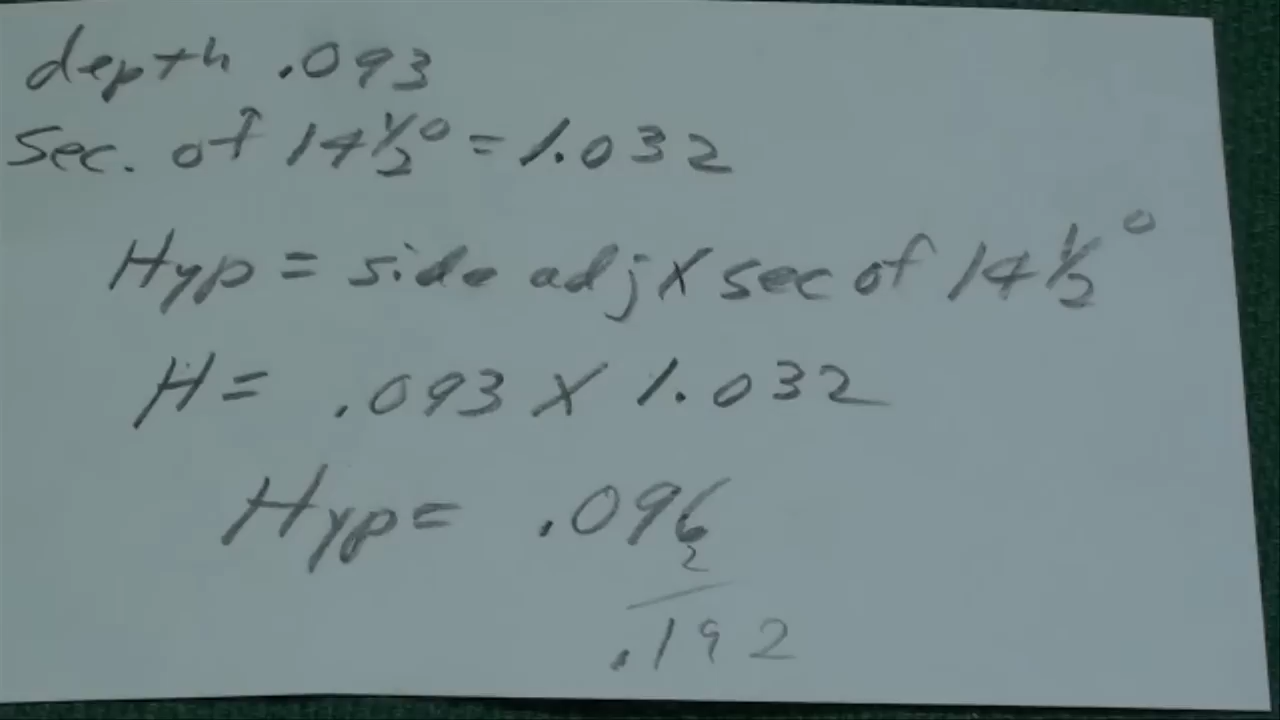 depth .093
Sec. of 14½° = 1.032
Hyp = side adj X sec of 14½°
H = .093 X 1.032
Hyp = .096
2
.192